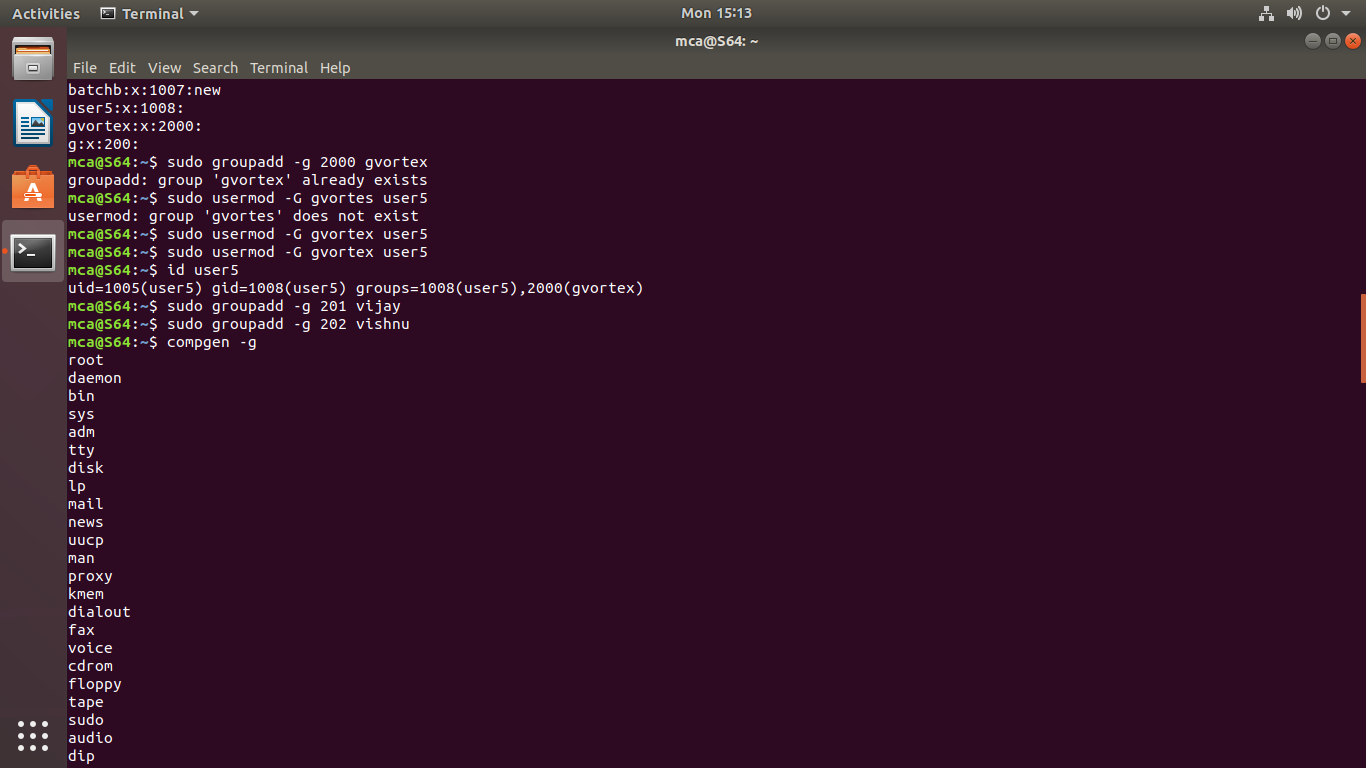 Activities Terminal Mon 15:13
mca@S64: ~
File Edit View Search Terminal Help
batchb:x:1007:new
user5:x:1008:
gvortex:x:2000:
g:x:200:
mca@S64:~$ sudo groupadd -g 2000 gvortex
groupadd: group 'gvortex' already exists
mca@S64:~$ sudo usermod -G gvortes user5
usermod: group 'gvortes' does not exist
mca@S64:~$ sudo usermod -G gvortex user5
mca@S64:~$ sudo usermod -G gvortex user5
mca@S64:~$ id user5
uid=1005(user5) gid=1008(user5) groups=1008(user5),2000(gvortex)
mca@S64:~$ sudo groupadd -g 201 vijay
mca@S64:~$ sudo groupadd -g 202 vishnu
mca@S64:~$ compgen -g
root
daemon
bin
sys
adm
tty
disk
lp
mail
news
uucp
man
proxy
kmem
dialout
fax
voice
cdrom
floppy
tape
sudo
audio
dip